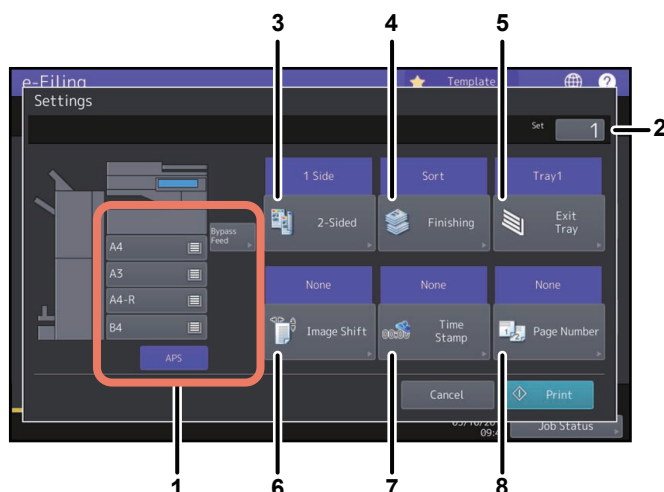 3 4 5
e-Filing Template ?
Settings
Set 1 2
1 Side Sort Tray1
2-Sided Finishing Exit
Tray
Bypass
Feed
A4
A3
A4-R
B4
APS
None None None
Image Shift Time
Stamp Page Number
Cancel Print
Job Status
1 6 7 8